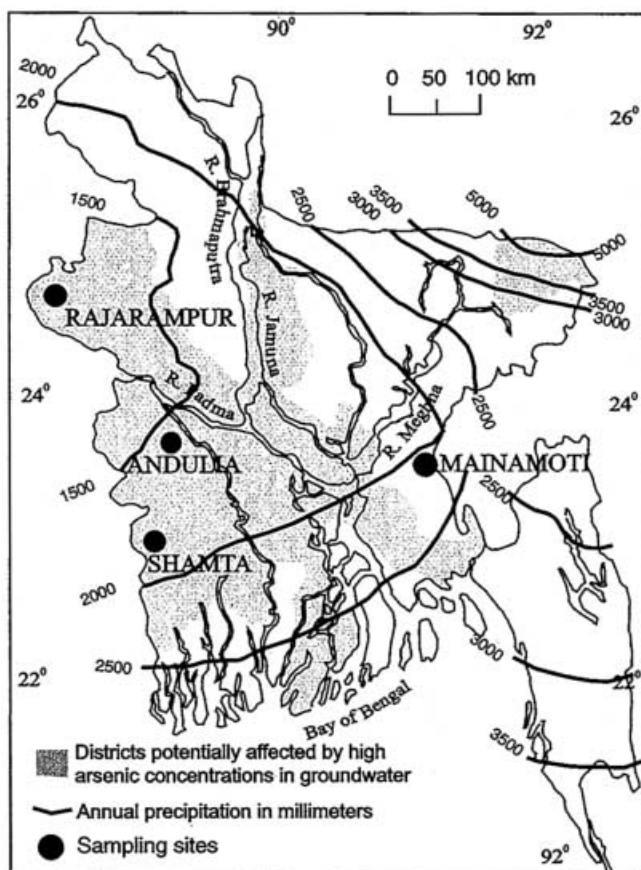 90
92
2000
26°
0 50 100 km
26°
R. Brahmaputra
2500
3500
3000
5000
1500
5000
RAJARAMPUR
R. Jamuna
3500
3000
24°
R. Padma
R. Meghna
2500
24°
ANDULIA
MAINAMOTI
1500
2500
SHAMTA
2000
2500
22°
3000
22°
Bay of Bengal
3500
Districts potentially affected by high
arsenic concentrations in groundwater
Annual precipitation in millimeters
Sampling sites
92°